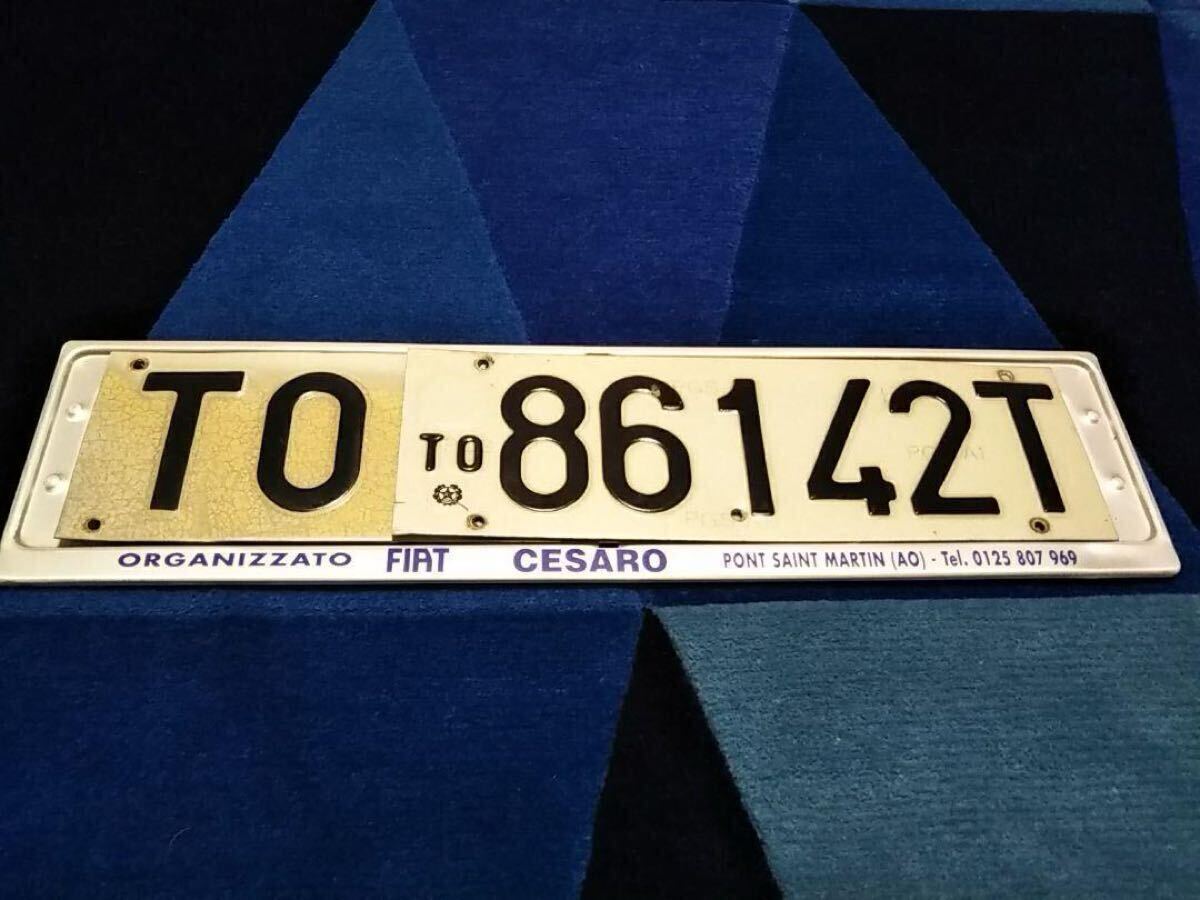 TO TO 86142T
ORGANIZZATO FIAT CESARO PONT SAINT MARTIN (AO) - Tel. 0125 807 969